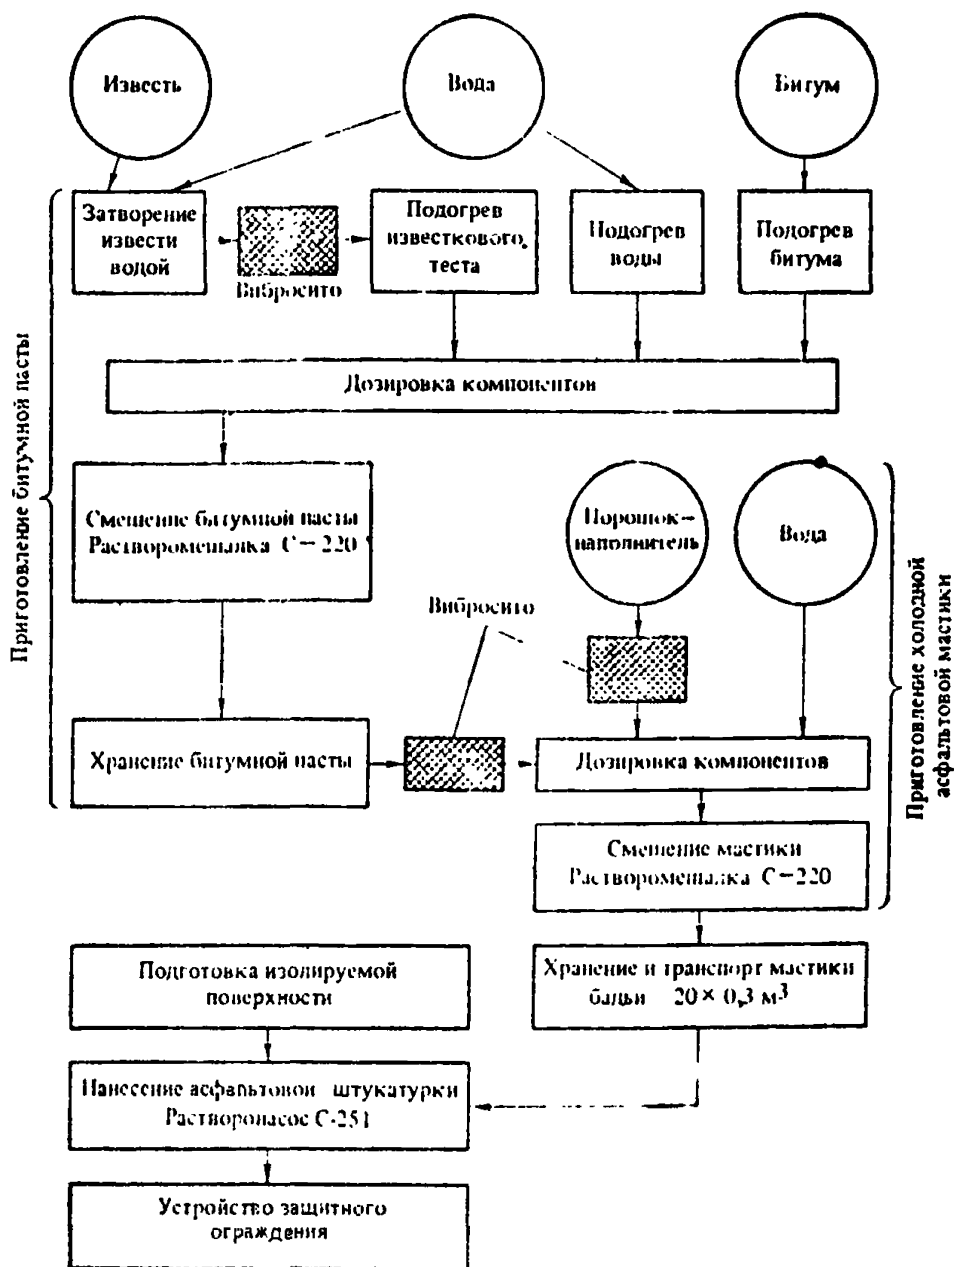 Известь
Вода
Битум
Затворение
извести
водой
Вибросито
Подогрев
известкового
теста
Подогрев
воды
Подогрев
битума
Дозировка компонентов
Приготовление битумной пасты
Смешение битумной пасты
Растворомешалка С-220
Порошок-
наполнитель
Вода
Вибросито
Хранение битумной пасты
Дозировка компонентов
Приготовление холодной
асфальтовой мастики
Смешение мастики
Растворомешалка С-220
Хранение и транспорт мастики
бадьи 20 × 0,3 м³
Подготовка изолируемой
поверхности
Нанесение асфальтовой штукатурки
Растворонасос С-251
Устройство защитного
ограждения